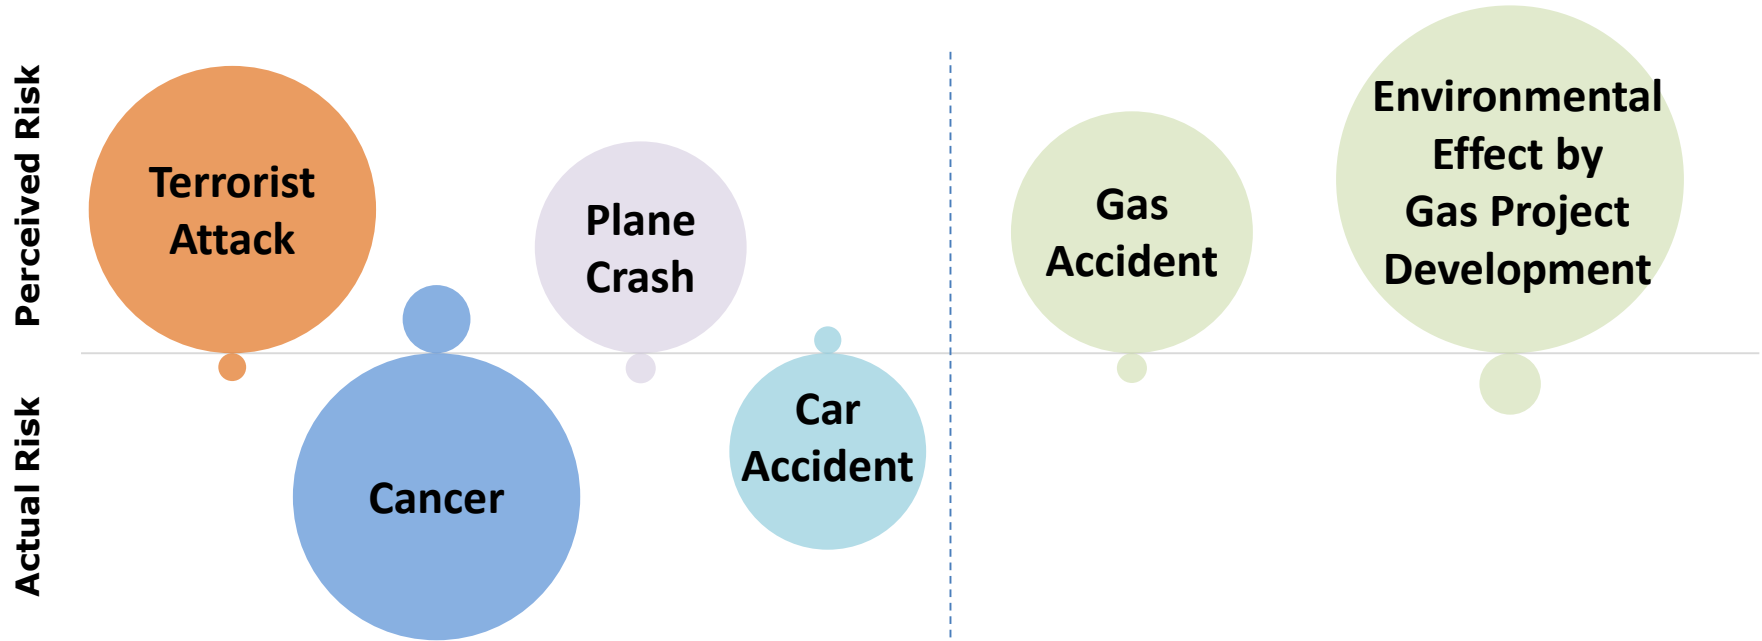 Perceived Risk
Actual Risk
Terrorist
Attack
Cancer
Plane
Crash
Car
Accident
Gas
Accident
Environmental
Effect by
Gas Project
Development